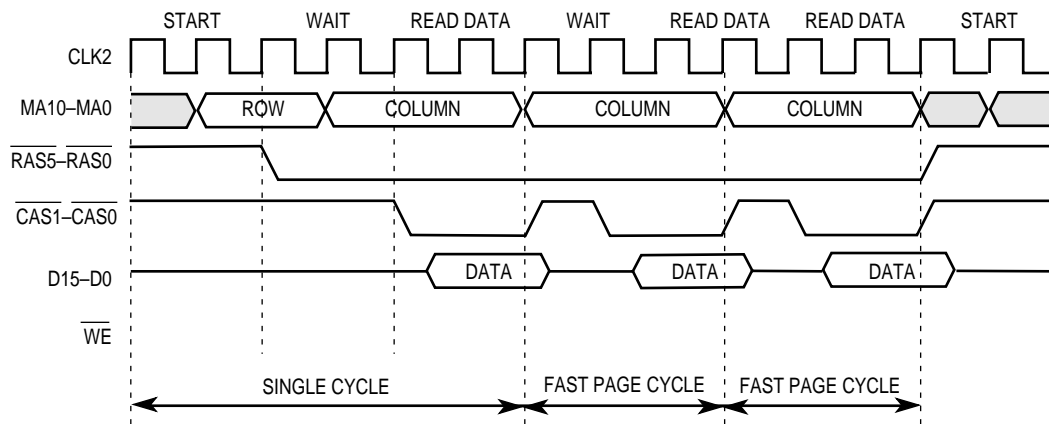 START WAIT READ DATA WAIT READ DATA READ DATA START
CLK2
MA10–MA0 ROW COLUMN COLUMN COLUMN
RAS5–RAS0
CAS1–CAS0
D15–D0 DATA DATA DATA
WE
SINGLE CYCLE FAST PAGE CYCLE FAST PAGE CYCLE